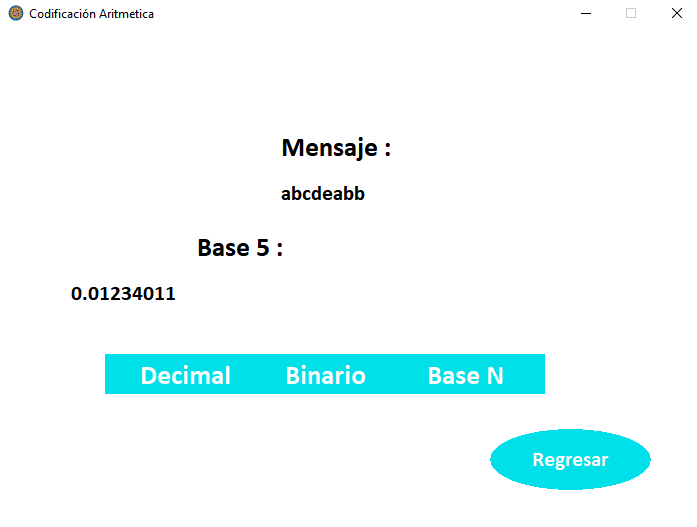 Codificación Aritmetica
Mensaje :
abcdeabb
Base 5 :
0.01234011
Decimal Binario Base N
Regresar